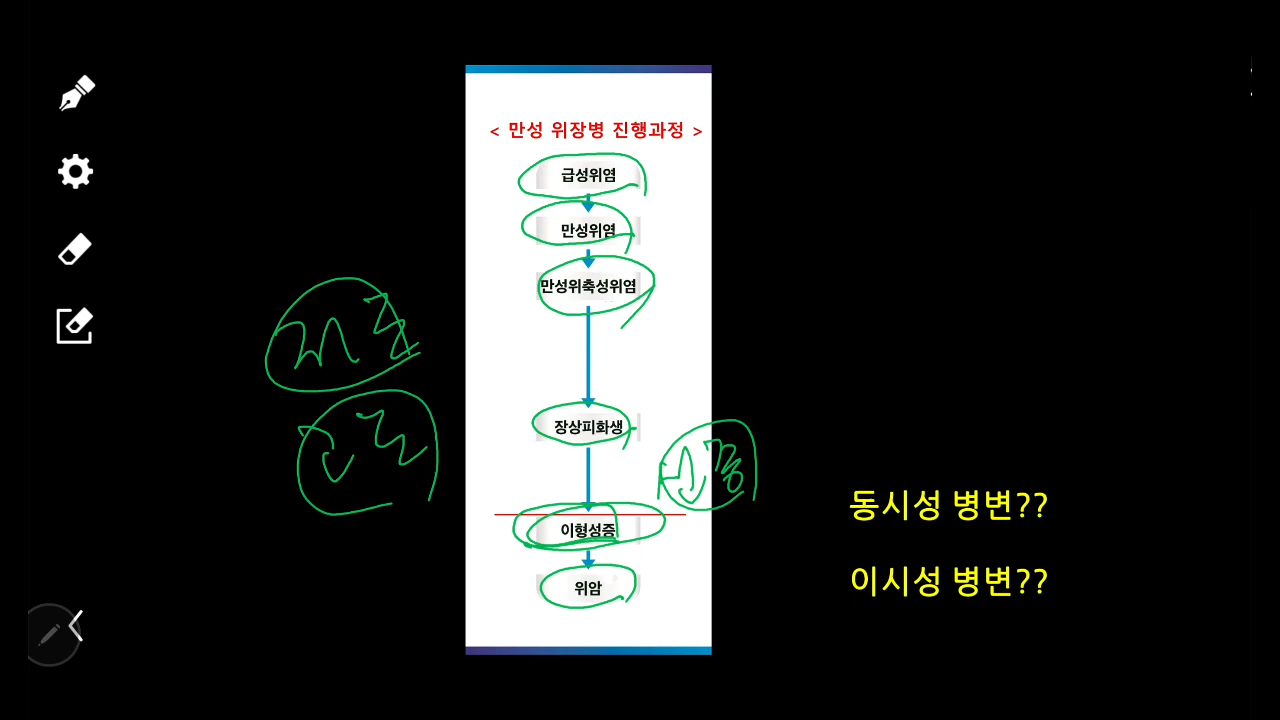 < 만성 위장병 진행과정 >
급성위염
만성위염
만성위축성위염
장상피화생
이형성증
위암
동시성 병변??
이시성 병변??